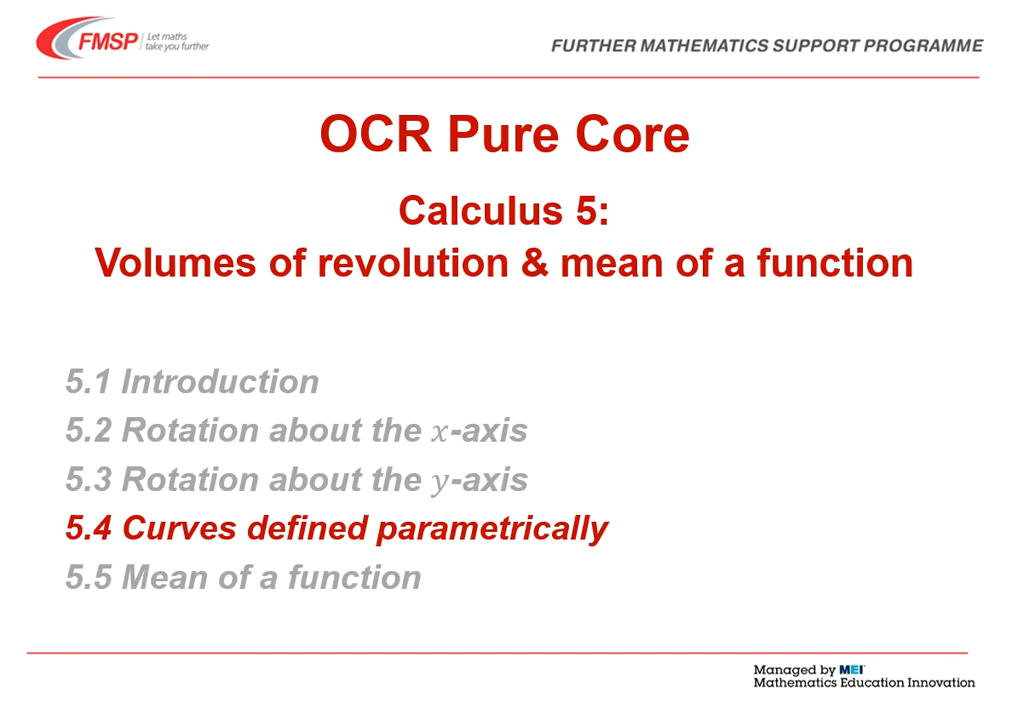 FMSP
Let maths
take you further
FURTHER MATHEMATICS SUPPORT PROGRAMME
OCR Pure Core
Calculus 5:
Volumes of revolution & mean of a function
5.1 Introduction
5.2 Rotation about the 𝑥-axis
5.3 Rotation about the 𝑦-axis
5.4 Curves defined parametrically
5.5 Mean of a function
Managed by MEI
Mathematics Education Innovation